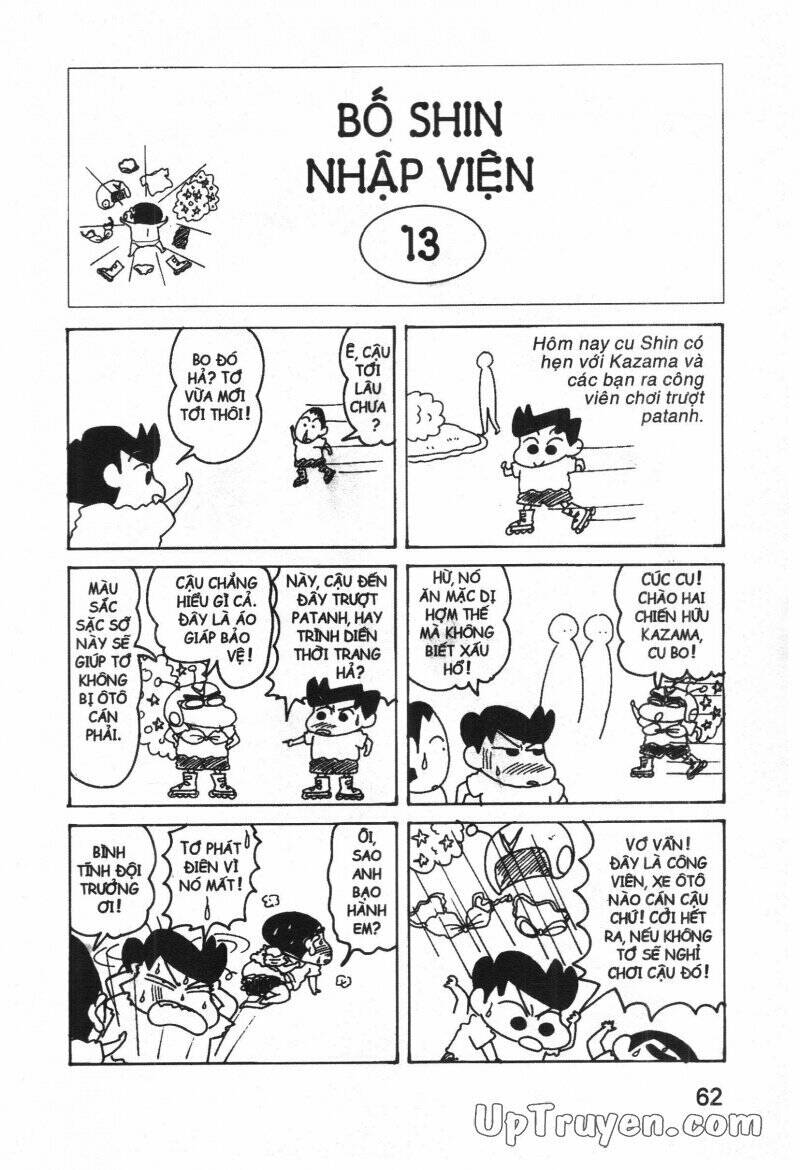 BỐ SHIN
NHẬP VIỆN
13
Hôm nay cu Shin có
hẹn với Kazama và
các bạn ra công
viên chơi trượt
patanh.
Ê, CẬU
TỚI
LÂU
CHƯA
?
BO ĐÓ
HẢ? TỚ
VỪA MỚI
TỚI THÔI!
CÚC CU!
CHÀO HAI
CHIẾN HỮU
KAZAMA,
CU BO!
HỪ, NÓ
ĂN MẶC DỊ
HỢM THẾ
MÀ KHÔNG
BIẾT XẤU
HỔ!
NÀY, CẬU ĐẾN
ĐÂY TRƯỢT
PATANH, HAY
TRÌNH DIỄN
THỜI TRANG
HẢ?
CẬU CHẲNG
HIỂU GÌ CẢ.
ĐÂY LÀ ÁO
GIÁP BẢO
VỆ!
MÀU
SẮC
SẶC SỠ
NÀY SẼ
GIÚP TỚ
KHÔNG
BỊ ÔTÔ
CÁN
PHẢI.
VỚ VẨN!
ĐÂY LÀ CÔNG
VIÊN, XE ÔTÔ
NÀO CÁN CẬU
CHỨ! CỞI HẾT
RA, NẾU KHÔNG
TỚ SẼ NGHỈ
CHƠI CẬU ĐÓ!
ÔI,
SAO
ANH
BẠO
HÀNH
EM?
TỚ PHÁT
ĐIÊN VÌ
NÓ MẤT!
BÌNH
TĨNH ĐỘI
TRƯỞNG
ƠI!
62
UpTruyen.com